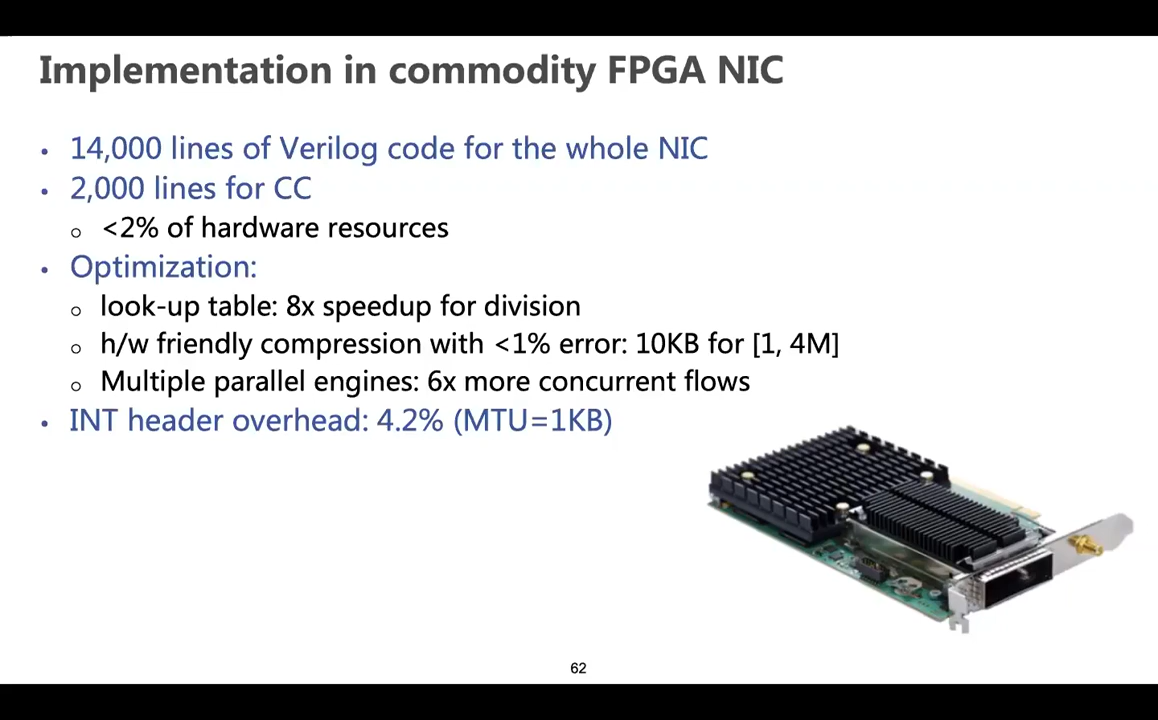 Implementation in commodity FPGA NIC
• 14,000 lines of Verilog code for the whole NIC
• 2,000 lines for CC
o <2% of hardware resources
• Optimization:
o look-up table: 8x speedup for division
o h/w friendly compression with <1% error: 10KB for [1, 4M]
o Multiple parallel engines: 6x more concurrent flows
• INT header overhead: 4.2% (MTU=1KB)
62